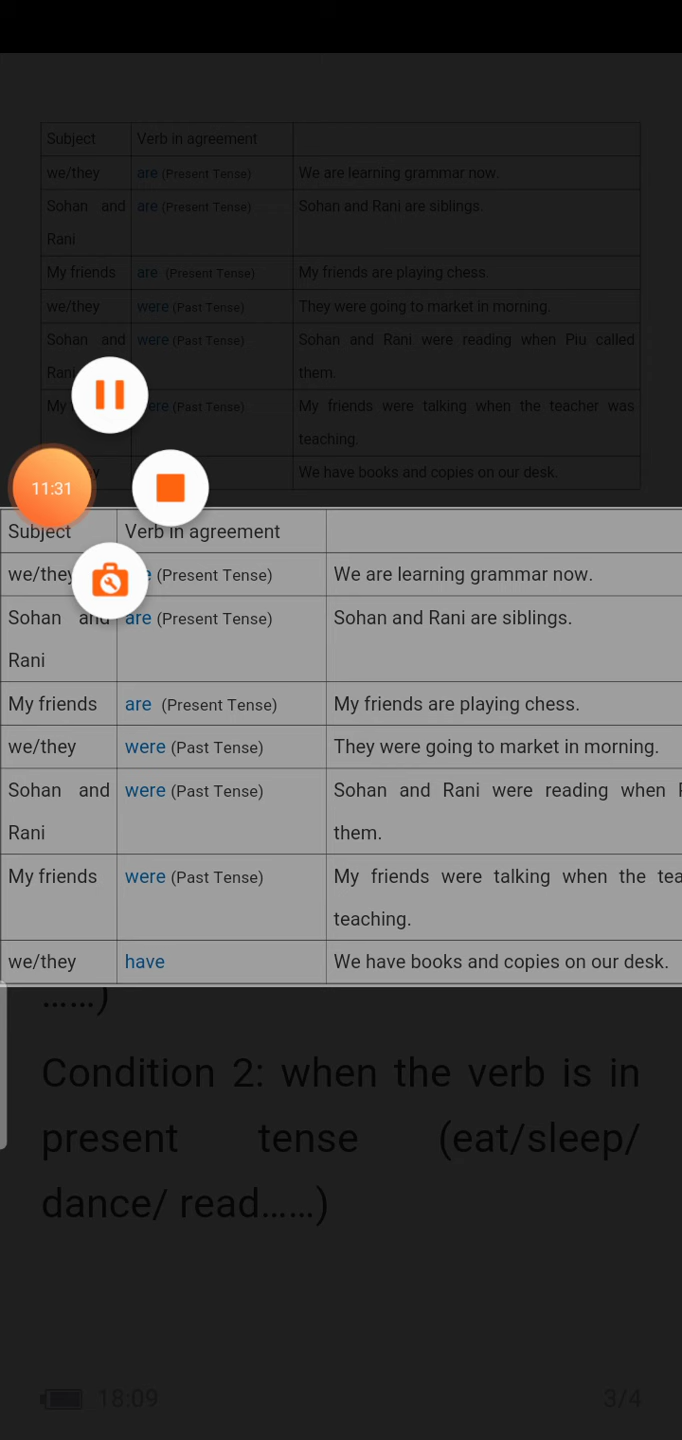 Subject Verb in agreement
we/they are (Present Tense) We are learning grammar now.
Sohan and are (Present Tense) Sohan and Rani are siblings.
Rani
My friends are (Present Tense) My friends are playing chess.
we/they were (Past Tense) They were going to market in morning.
Sohan and were (Past Tense) Sohan and Rani were reading when Piu called
Rani them.
My were (Past Tense) My friends were talking when the teacher was
teaching.
We have books and copies on our desk.
11:31
Subject Verb in agreement
we/they (Present Tense) We are learning grammar now.
Sohan and are (Present Tense) Sohan and Rani are siblings.
Rani
My friends are (Present Tense) My friends are playing chess.
we/they were (Past Tense) They were going to market in morning.
Sohan and were (Past Tense) Sohan and Rani were reading when
Rani them.
My friends were (Past Tense) My friends were talking when the tea
teaching.
we/they have We have books and copies on our desk.
......)
Condition 2: when the verb is in
present tense (eat/sleep/
dance/ read......)
18:09 3/4